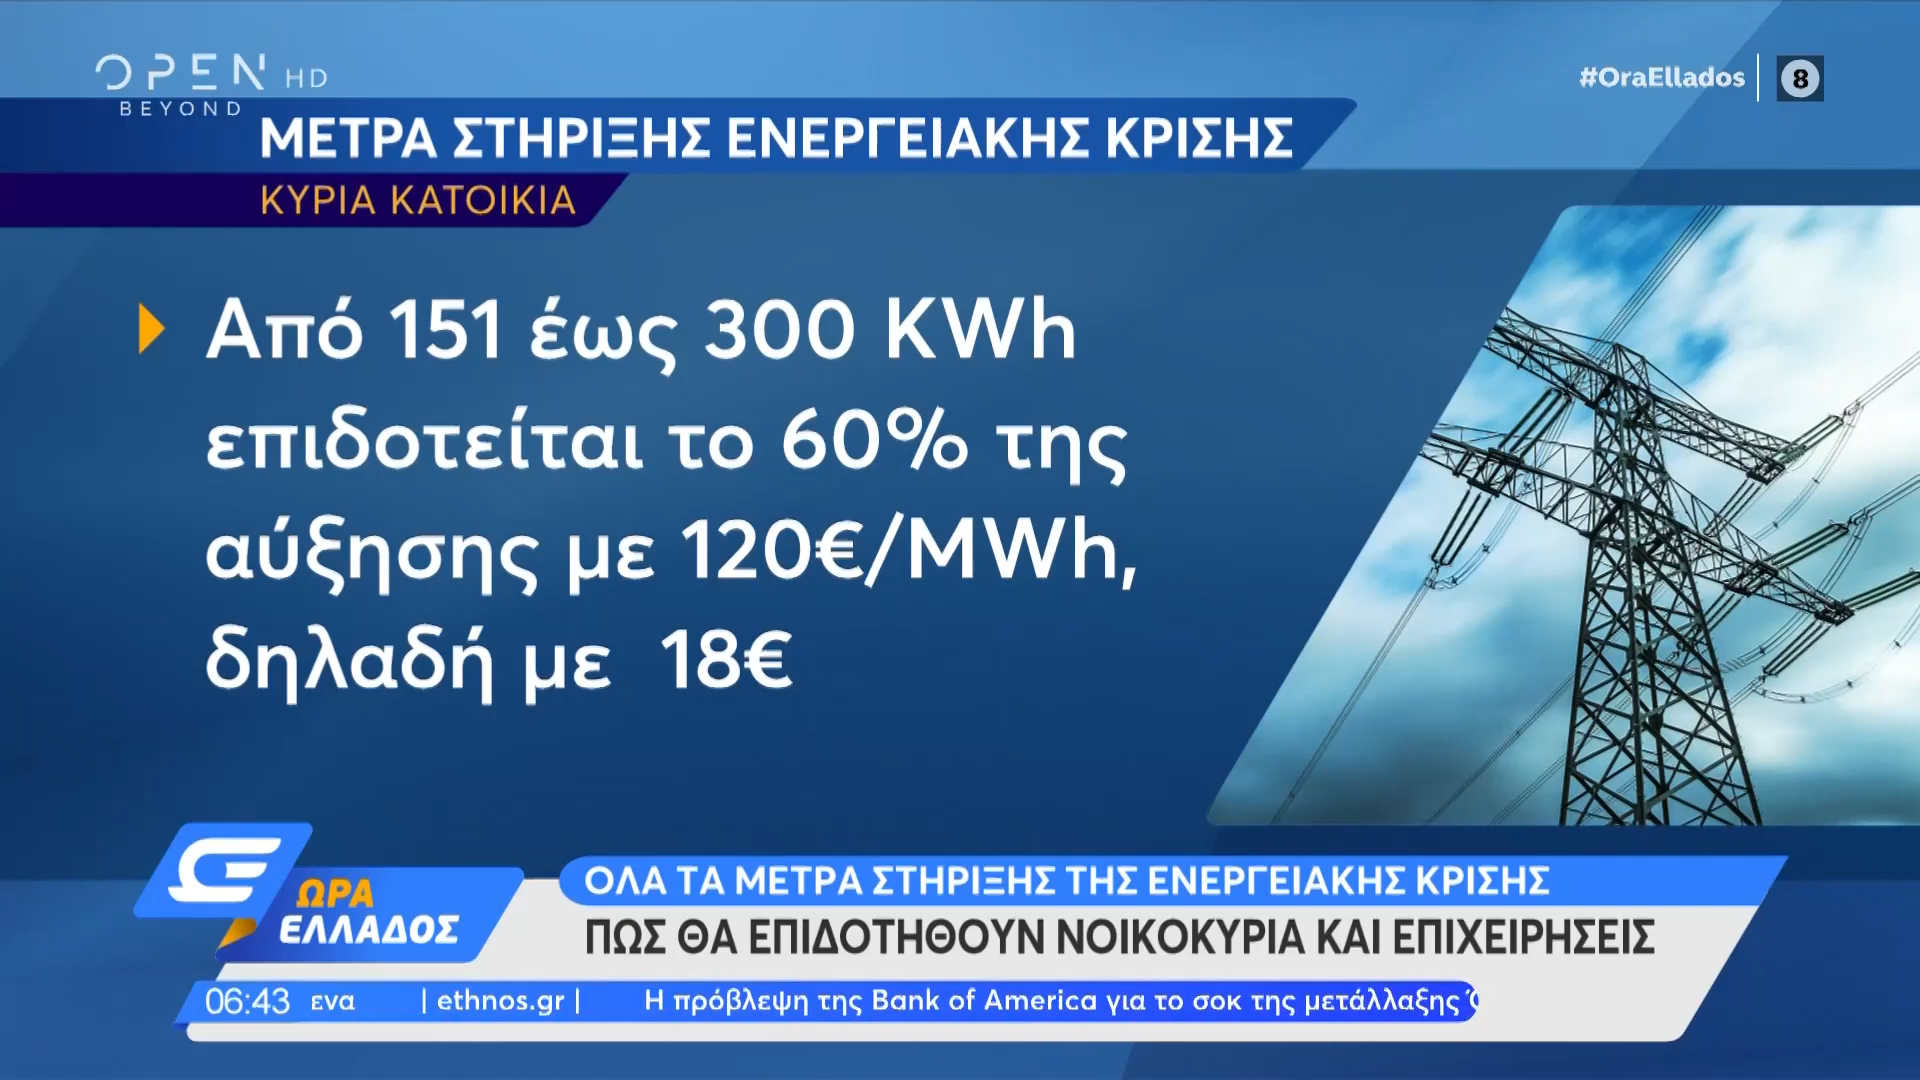 OPEN HD
BEYOND
#OraEllados
8
ΜΕΤΡΑ ΣΤΗΡΙΞΗΣ ΕΝΕΡΓΕΙΑΚΗΣ ΚΡΙΣΗΣ
ΚΥΡΙΑ ΚΑΤΟΙΚΙΑ
Από 151 έως 300 KWh
επιδοτείται το 60% της
αύξησης με 120€/MWh,
δηλαδή με 18€
ΩΡΑ
ΕΛΛΑΔΟΣ
ΟΛΑ ΤΑ ΜΕΤΡΑ ΣΤΗΡΙΞΗΣ ΤΗΣ ΕΝΕΡΓΕΙΑΚΗΣ ΚΡΙΣΗΣ
ΠΩΣ ΘΑ ΕΠΙΔΟΤΗΘΟΥΝ ΝΟΙΚΟΚΥΡΙΑ ΚΑΙ ΕΠΙΧΕΙΡΗΣΕΙΣ
06:43 ενα | ethnos.gr | Η πρόβλεψη της Bank of America για το σοκ της μετάλλαξης